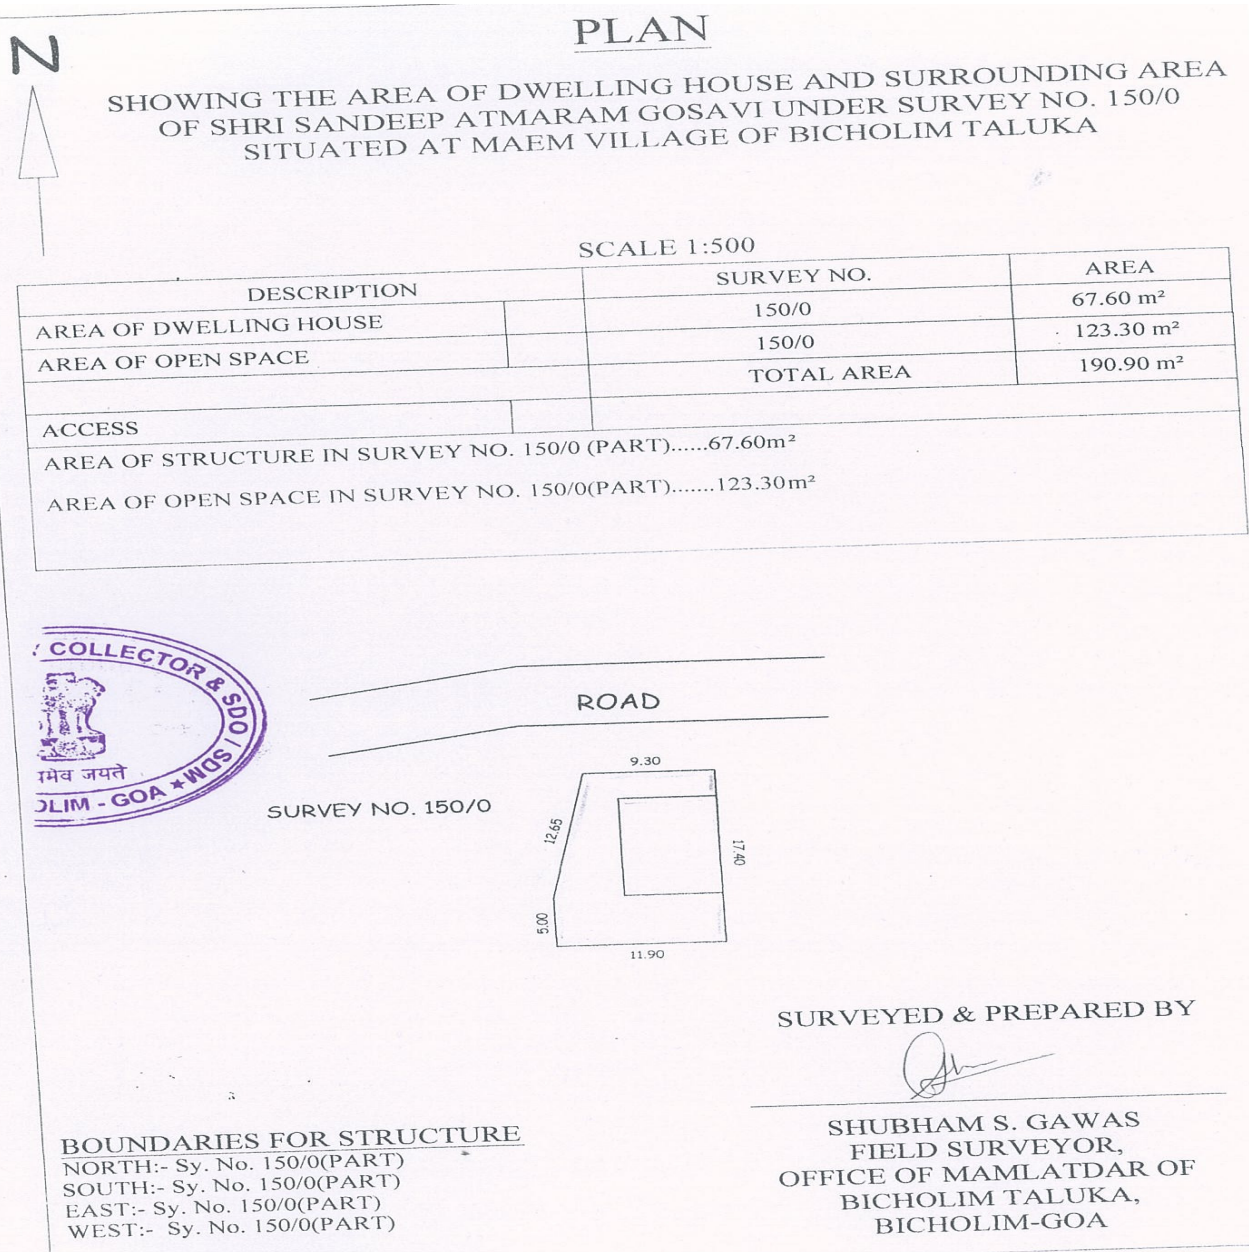 PLAN
N
SHOWING THE AREA OF DWELLING HOUSE AND SURROUNDING AREA
OF SHRI SANDEEP ATMARAM GOSAVI UNDER SURVEY NO. 150/0
SITUATED AT MAEM VILLAGE OF BICHOLIM TALUKA
SCALE 1:500
DESCRIPTION SURVEY NO. AREA
AREA OF DWELLING HOUSE 150/0 67.60 m²
AREA OF OPEN SPACE 150/0 123.30 m²
TOTAL AREA 190.90 m²
ACCESS
AREA OF STRUCTURE IN SURVEY NO. 150/0 (PART)......67.60m²
AREA OF OPEN SPACE IN SURVEY NO. 150/0(PART).......123.30m²
COLLECTOR & SDO / SDM ★
जयते
OLIM - GOA
ROAD
SURVEY NO. 150/0
9.30
12.65
17.40
5.00
11.90
SURVEYED & PREPARED BY
SHUBHAM S. GAWAS
FIELD SURVEYOR,
OFFICE OF MAMLATDAR OF
BICHOLIM TALUKA,
BICHOLIM-GOA
BOUNDARIES FOR STRUCTURE
NORTH:- Sy. No. 150/0(PART)
SOUTH:- Sy. No. 150/0(PART)
EAST:- Sy. No. 150/0(PART)
WEST:- Sy. No. 150/0(PART)